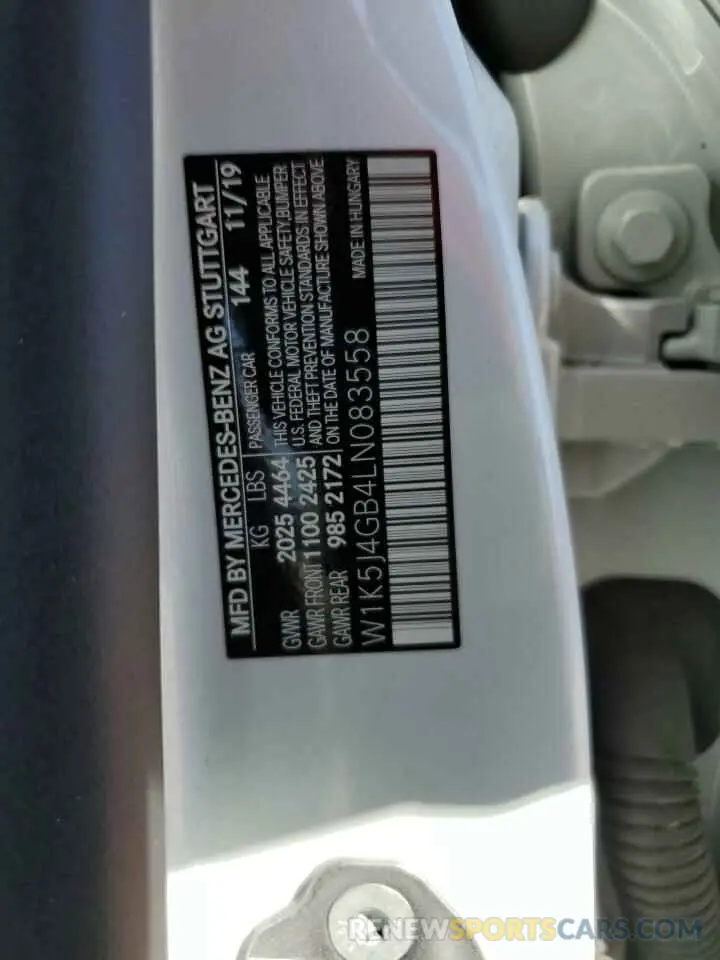 MFD BY MERCEDES-BENZ AG STUTTGART
KG LBS PASSENGER CAR 144 11/19
GVWR 2025 4464 THIS VEHICLE CONFORMS TO ALL APPLICABLE
GAWR FRONT 1100 2425 U.S. FEDERAL MOTOR VEHICLE SAFETY, BUMPER
GAWR REAR 985 2172 AND THEFT PREVENTION STANDARDS IN EFFECT
ON THE DATE OF MANUFACTURE SHOWN ABOVE
W1K5J4GB4LN083558 MADE IN HUNGARY
RENEWSPORTSCARS.COM